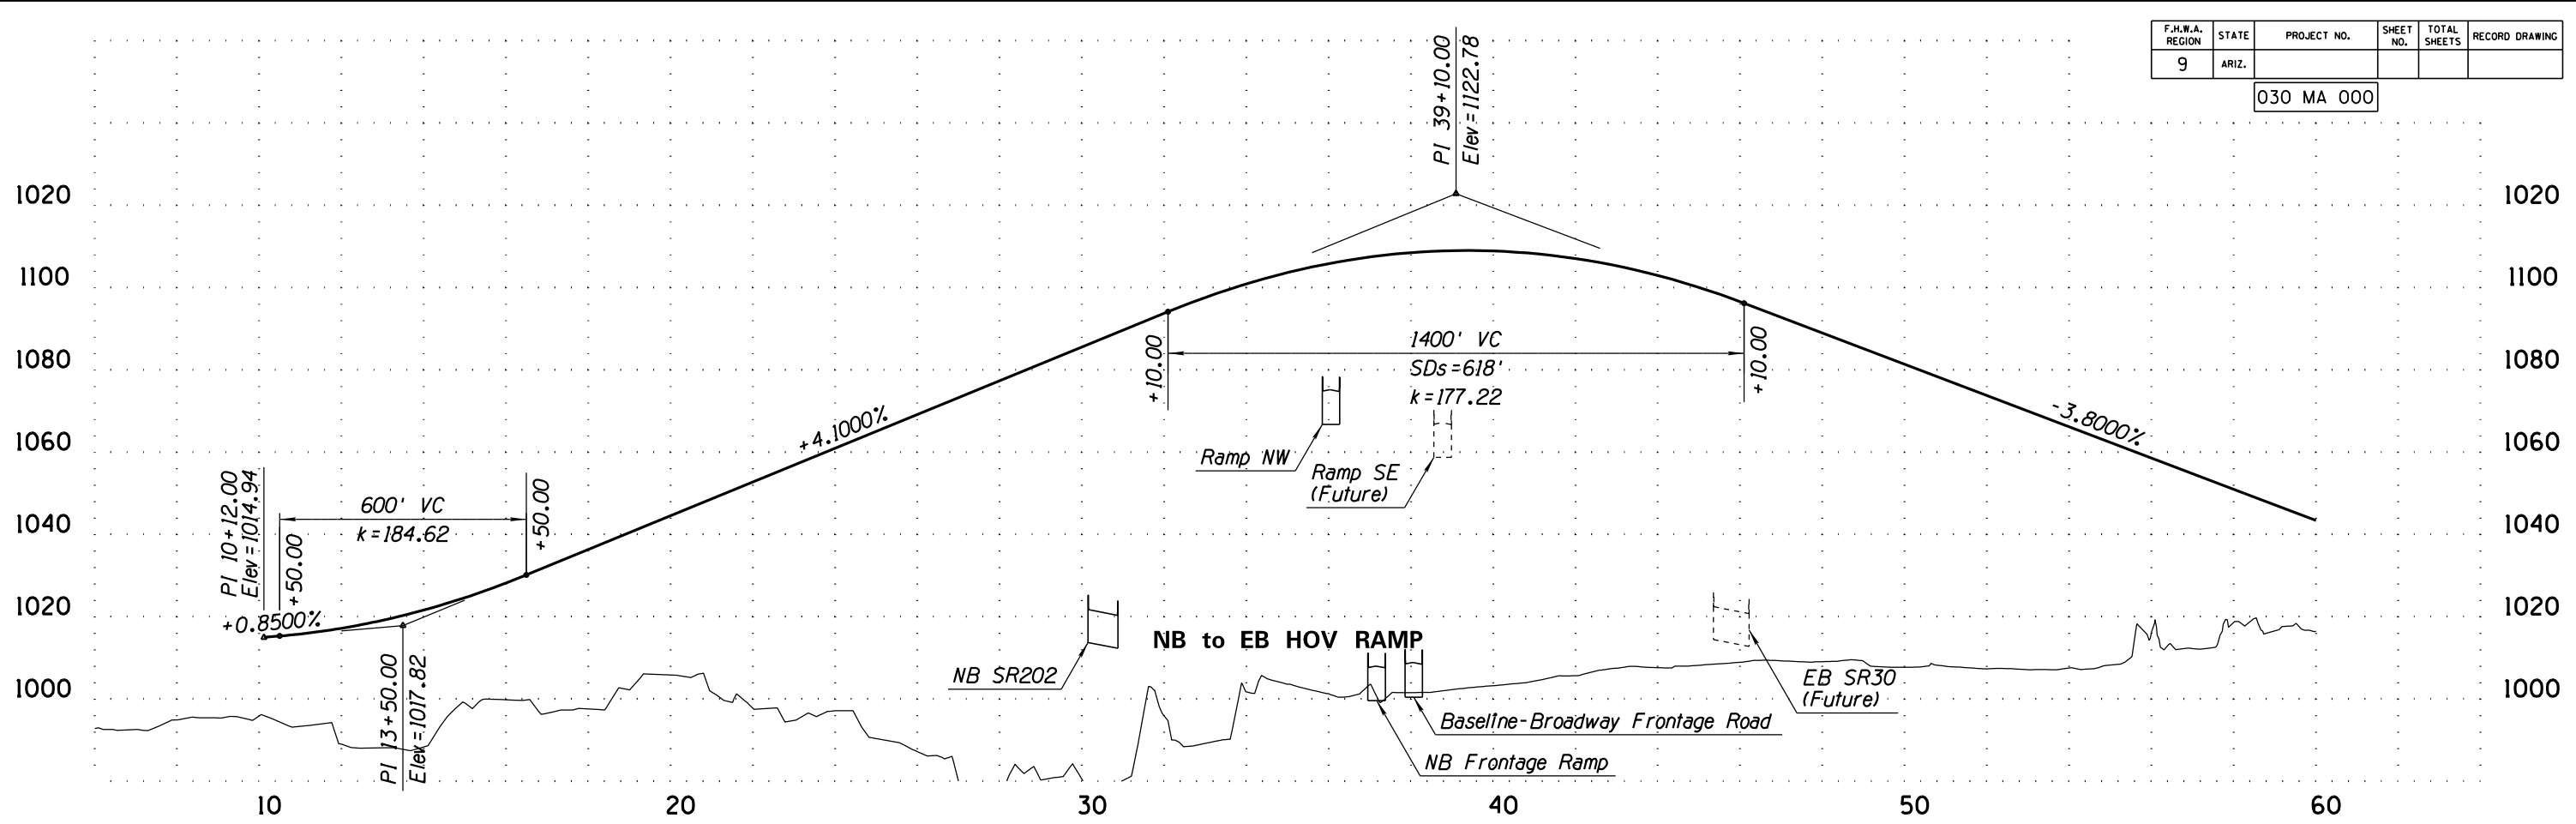 F.H.W.A. REGION STATE PROJECT NO. SHEET NO. TOTAL SHEETS RECORD DRAWING
9 ARIZ.
030 MA 000
PI 39+10.00
Elev=1122.78
1020 1020
1100 1100
1080 1080
1060 1060
1040 1040
1020 1020
1000 1000
+10.00
1400' VC
SDs=618'
k=177.22
+10.00
+4.1000%
-3.8000%
Ramp NW
Ramp SE
(Future)
PI 10+12.00
Elev=1014.94
600' VC
k=184.62
+50.00
+50.00
+0.8500%
PI 13+50.00
Elev=1017.82
NB to EB HOV RAMP
NB SR202
EB SR30
(Future)
Baseline-Broadway Frontage Road
NB Frontage Ramp
10 20 30 40 50 60